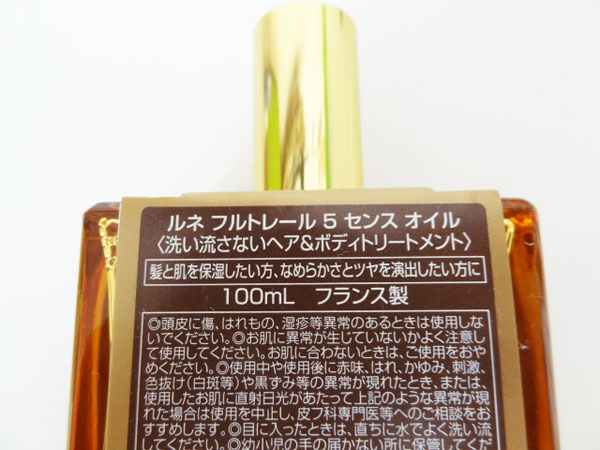 ルネ フルトレール 5 センス オイル
〈洗い流さないヘア&ボディトリートメント〉
髪と肌を保湿したい方、なめらかさとツヤを演出したい方に
100mL フランス製
◎頭皮に傷、はれもの、湿疹等異常のあるときは使用しな
いでください。◎お肌に異常が生じていないかよく注意し
て使用してください。お肌に合わないときは、ご使用をおや
めください。◎使用中や使用後に赤味、はれ、かゆみ、刺激、
色抜け(白斑等)や黒ずみ等の異常が現れたとき、または、
使用したお肌に直射日光があたって上記のような異常が現
れた場合は使用を中止し、皮フ科専門医等へのご相談をお
すすめします。◎目に入ったときは、直ちに水でよく洗い流
してください。◎幼小児の手の届かない所に保管してくだ